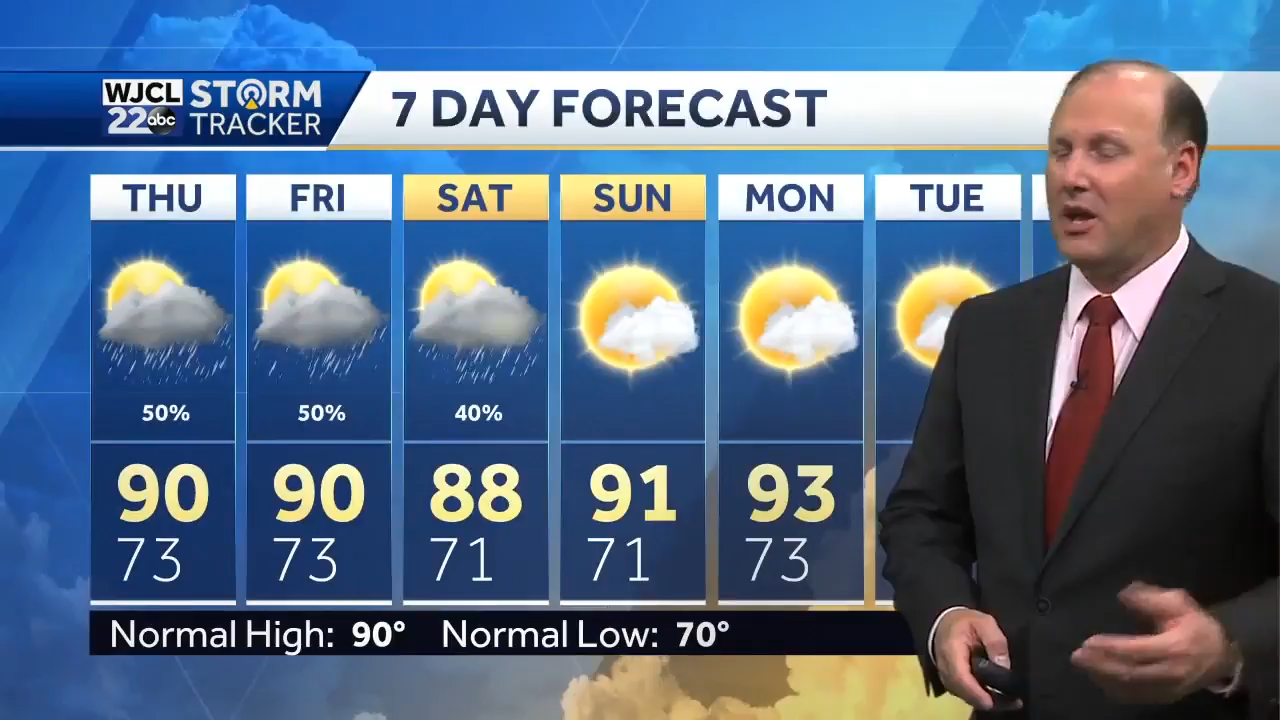 WJCL
22 abc
STORM
TRACKER
7 DAY FORECAST
THU FRI SAT SUN MON TUE
50% 50% 40%
90 90 88 91 93
73 73 71 71 73
Normal High: 90° Normal Low: 70°